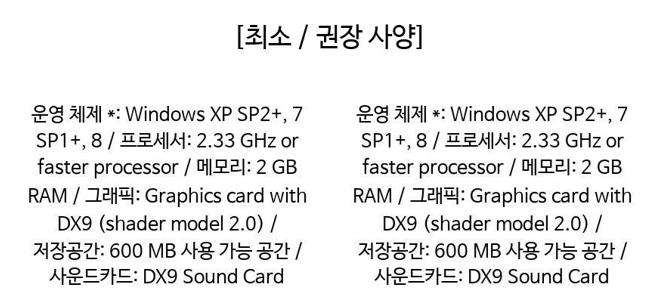 [최소 / 권장 사양]
운영 체제 *: Windows XP SP2+, 7
SP1+, 8 / 프로세서: 2.33 GHz or
faster processor / 메모리: 2 GB
RAM / 그래픽: Graphics card with
DX9 (shader model 2.0) /
저장공간: 600 MB 사용 가능 공간 /
사운드카드: DX9 Sound Card
운영 체제 *: Windows XP SP2+, 7
SP1+, 8 / 프로세서: 2.33 GHz or
faster processor / 메모리: 2 GB
RAM / 그래픽: Graphics card with
DX9 (shader model 2.0) /
저장공간: 600 MB 사용 가능 공간 /
사운드카드: DX9 Sound Card